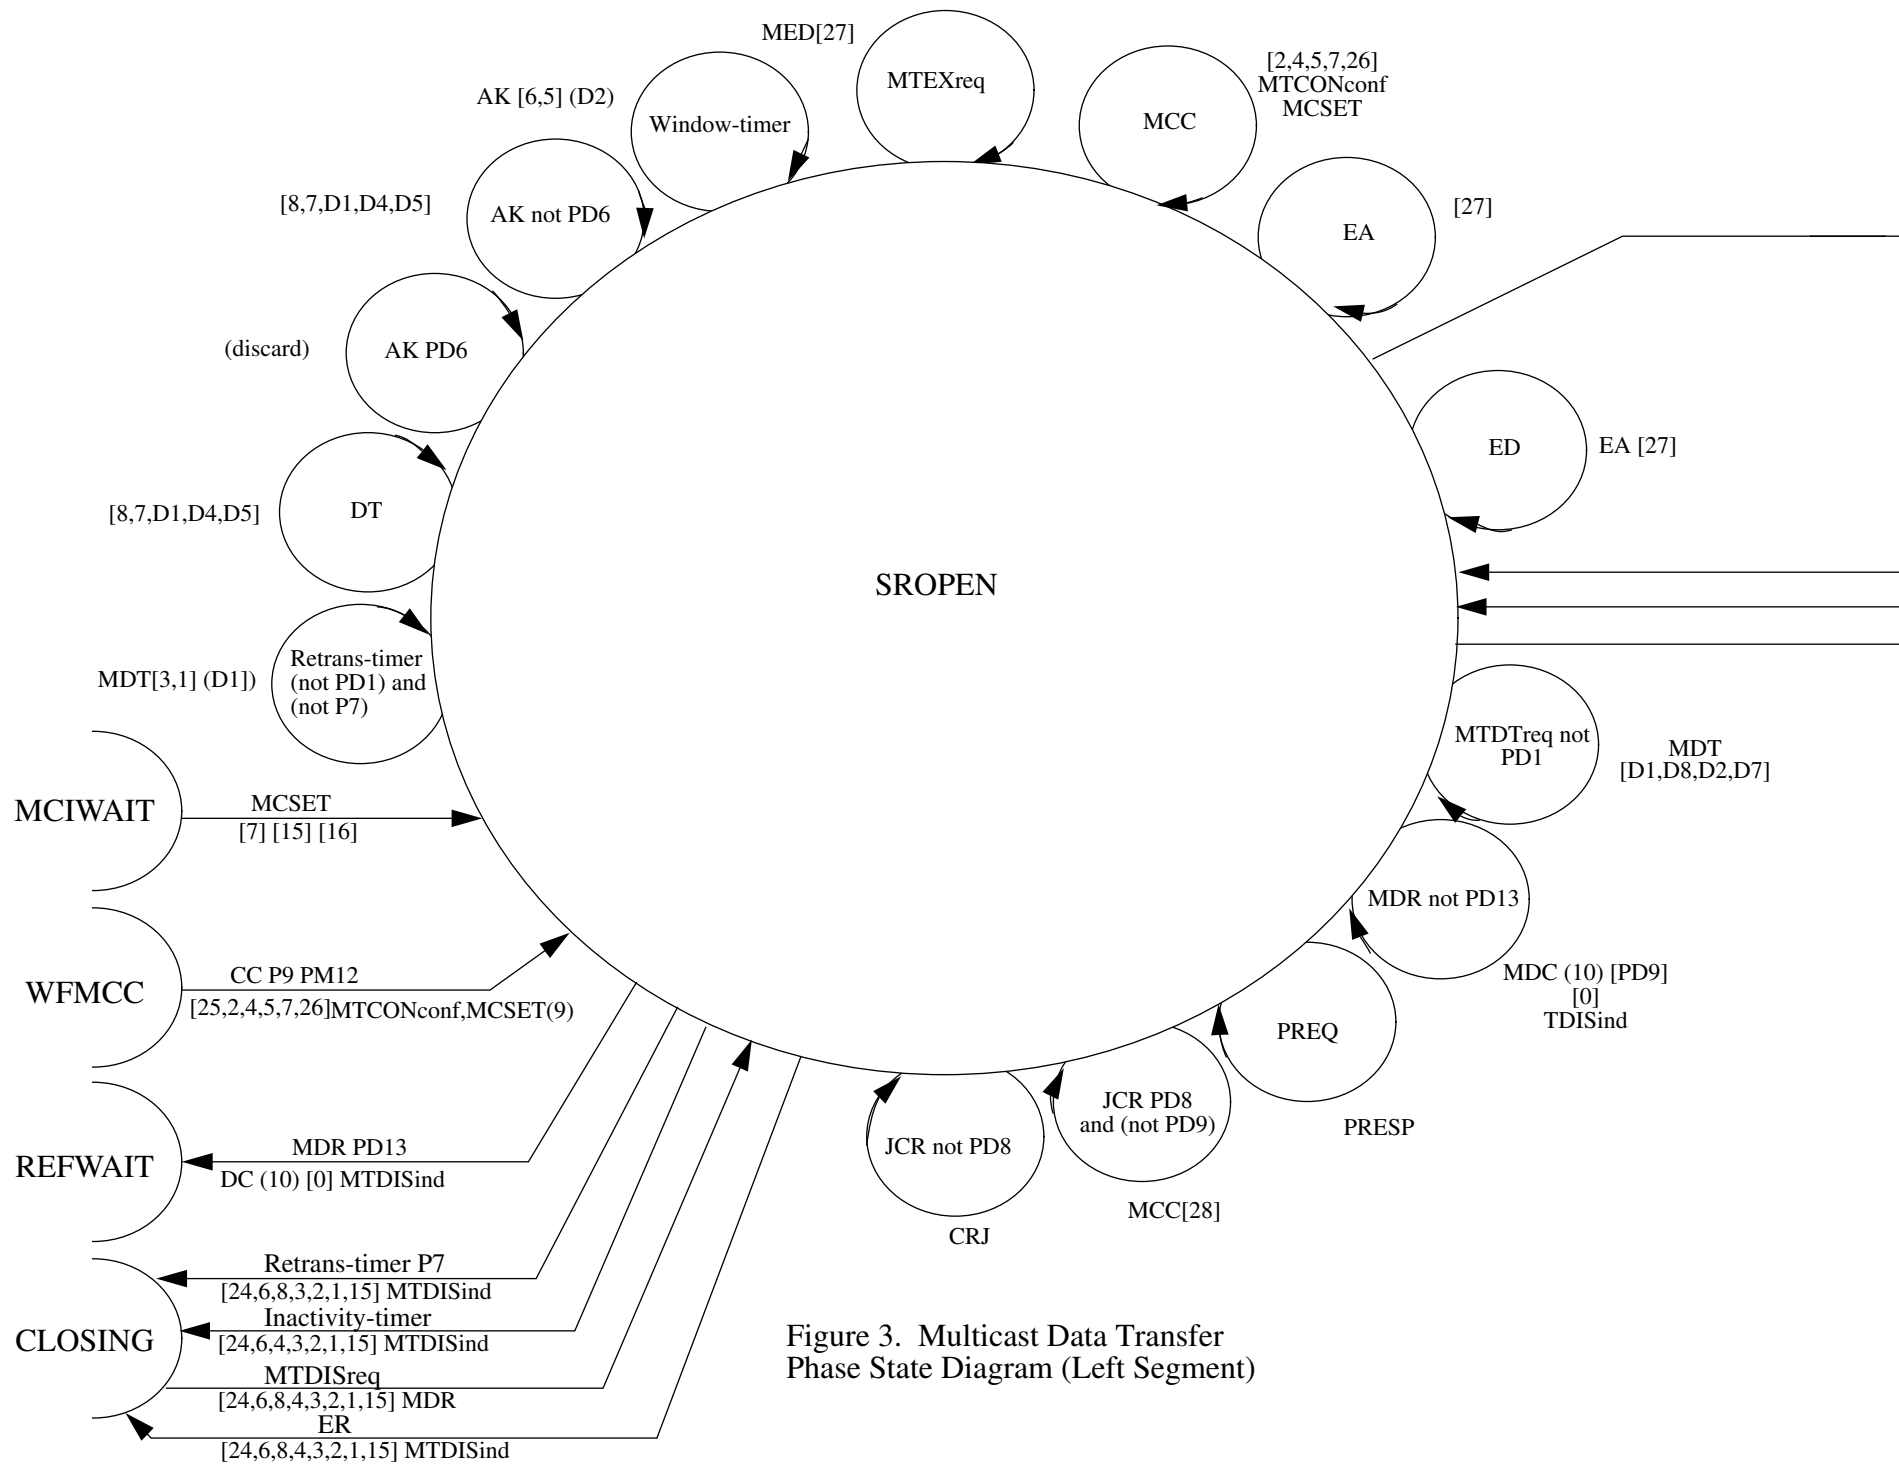 MED[27]
MTEXreq
[2,4,5,7,26]
MTCONconf
MCSET
MCC
AK [6,5] (D2)
Window-timer
[8,7,D1,D4,D5]
AK not PD6
EA
[27]
(discard)
AK PD6
ED
EA [27]
[8,7,D1,D4,D5]
DT
SROPEN
MDT[3,1] (D1])
Retrans-timer
(not PD1) and
(not P7)
MTDTreq not
PD1
MDT
[D1,D8,D2,D7]
MCIWAIT
MCSET
[7] [15] [16]
MDR not PD13
MDC (10) [PD9]
[0]
TDISind
WFMCC
CC P9 PM12
[25,2,4,5,7,26]MTCONconf,MCSET(9)
PREQ
PRESP
JCR PD8
and (not PD9)
MCC[28]
JCR not PD8
CRJ
REFWAIT
MDR PD13
DC (10) [0] MTDISind
CLOSING
Retrans-timer P7
[24,6,8,3,2,1,15] MTDISind
Inactivity-timer
[24,6,4,3,2,1,15] MTDISind
MTDISreq
[24,6,8,4,3,2,1,15] MDR
ER
[24,6,8,4,3,2,1,15] MTDISind
Figure 3.  Multicast Data Transfer
Phase State Diagram (Left Segment)